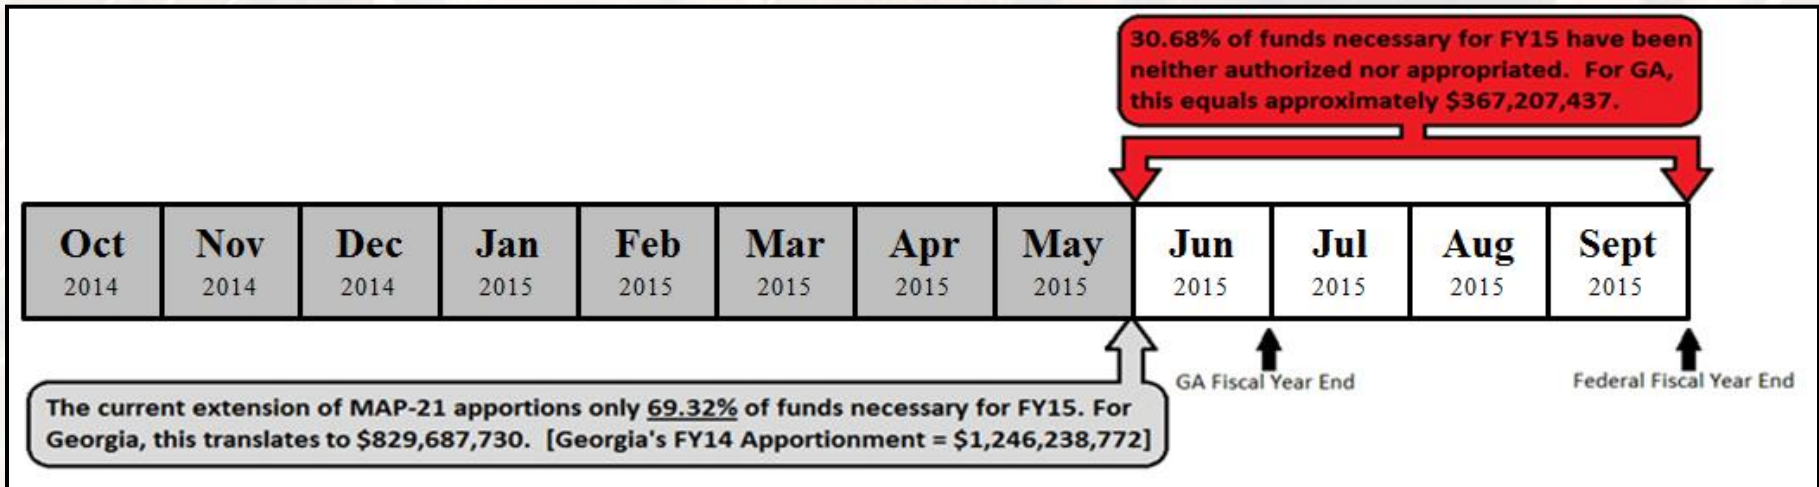 30.68% of funds necessary for FY15 have been
neither authorized nor appropriated. For GA,
this equals approximately $367,207,437.
Oct Nov Dec Jan Feb Mar Apr May Jun Jul Aug Sept
2014 2014 2014 2015 2015 2015 2015 2015 2015 2015 2015 2015
GA Fiscal Year End Federal Fiscal Year End
The current extension of MAP-21 apportions only 69.32% of funds necessary for FY15. For
Georgia, this translates to $829,687,730. [Georgia's FY14 Apportionment = $1,246,238,772]